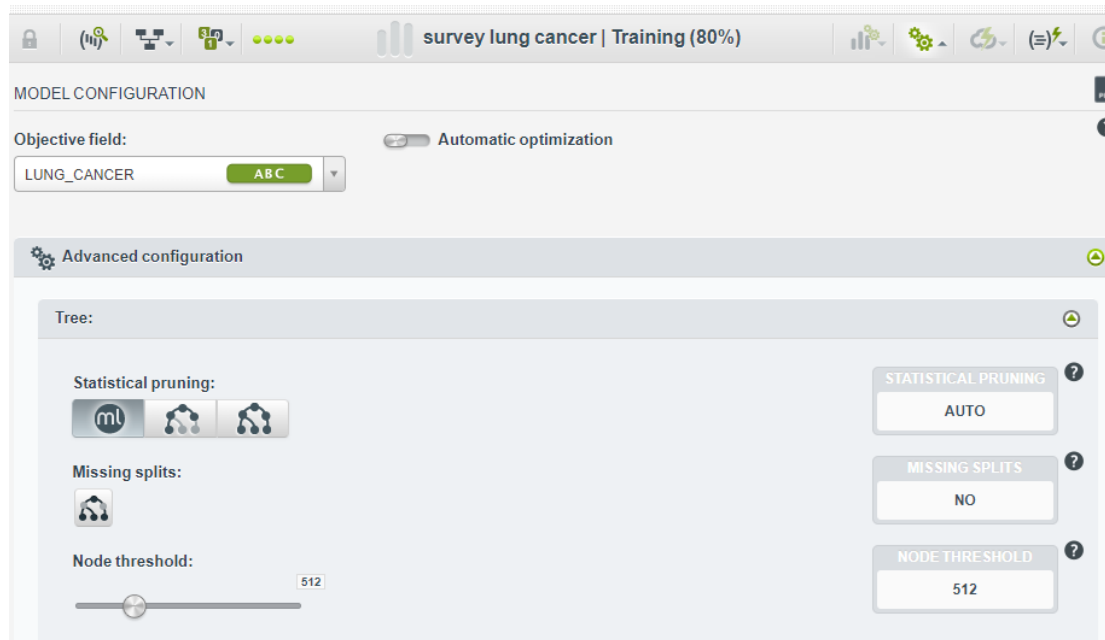 survey lung cancer | Training (80%)
MODEL CONFIGURATION
Objective field:
Automatic optimization
LUNG_CANCER ABC
Advanced configuration
Tree:
Statistical pruning:
STATISTICAL PRUNING
ml
AUTO
Missing splits:
MISSING SPLITS
NO
Node threshold:
NODE THRESHOLD
512
512